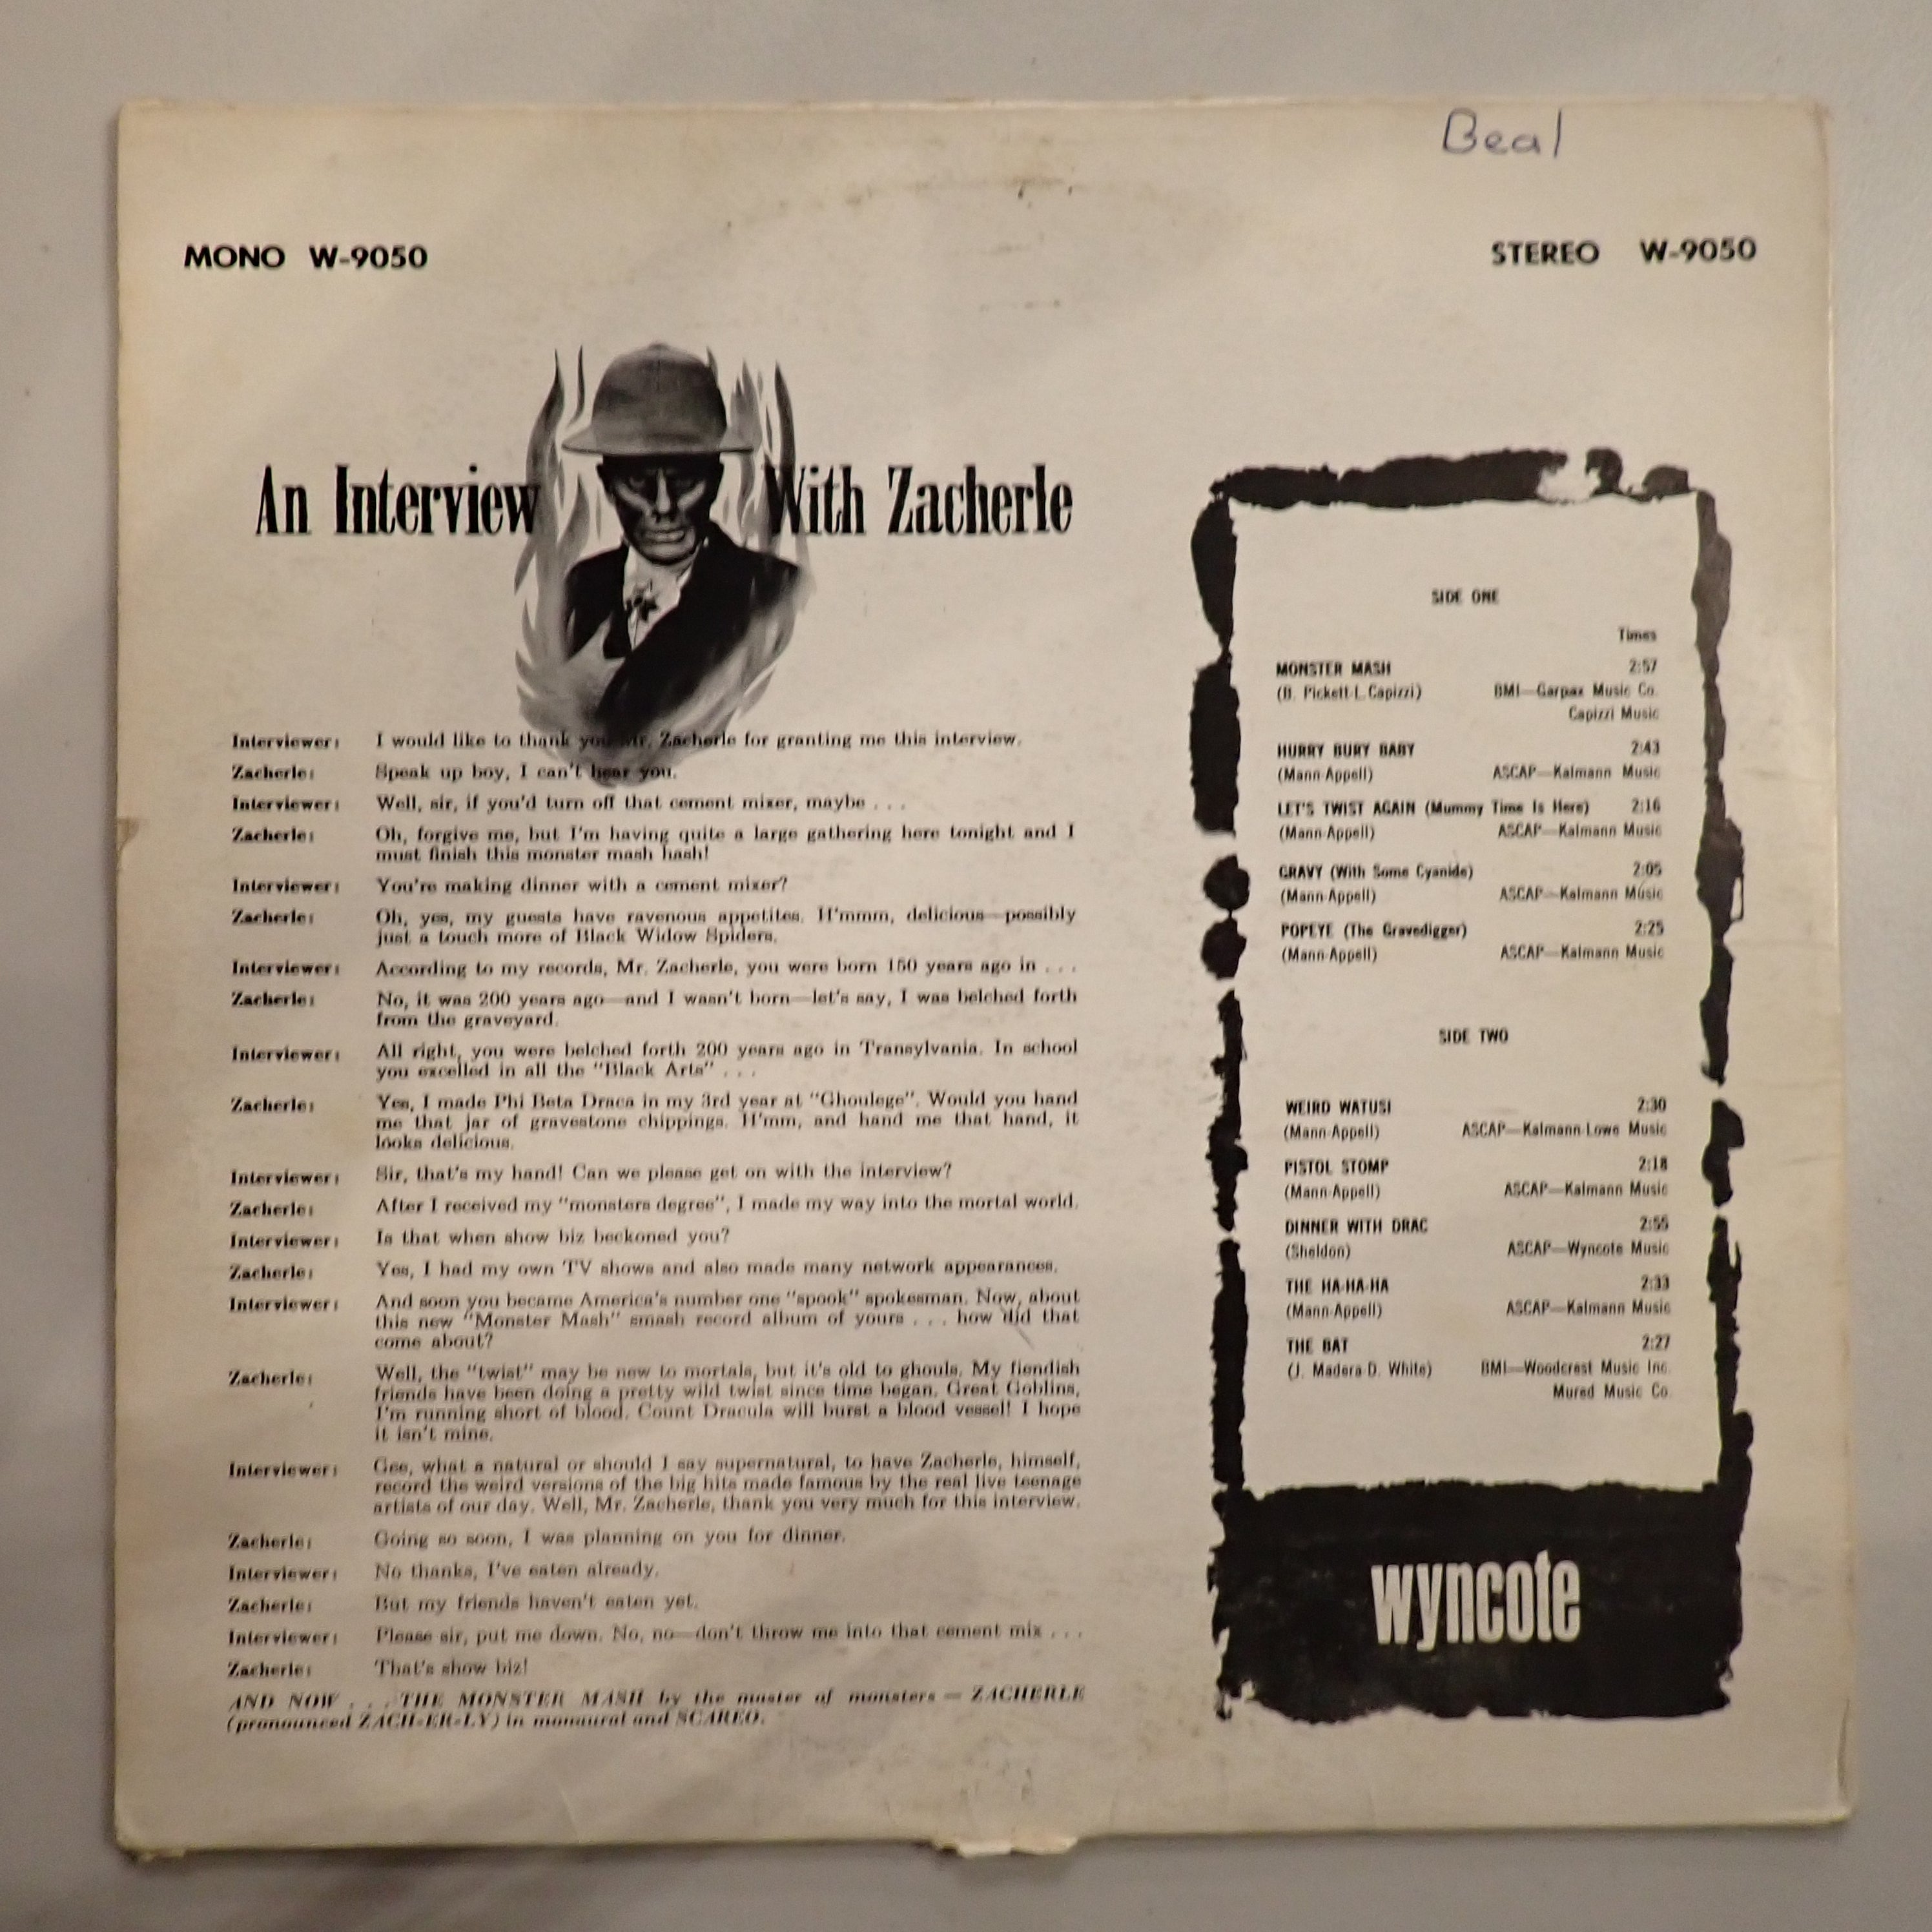 Beal
MONO W-9050
STEREO W-9050
An Interview With Zacherle
Interviewer: I would like to thank you Mr. Zacherle for granting me this interview.
Zacherle: Speak up boy, I can't hear you.
Interviewer: Well, sir, if you'd turn off that cement mixer, maybe . . .
Zacherle: Oh, forgive me, but I'm having quite a large gathering here tonight and I
must finish this monster mash hash!
Interviewer: You're making dinner with a cement mixer?
Zacherle: Oh, yes, my guests have ravenous appetites. H'mmm, delicious—possibly
just a touch more of Black Widow Spiders.
Interviewer: According to my records, Mr. Zacherle, you were born 150 years ago in . . .
Zacherle: No, it was 200 years ago—and I wasn't born—let's say, I was belched forth
from the graveyard.
Interviewer: All right, you were belched forth 200 years ago in Transylvania. In school
you excelled in all the "Black Arts" . . .
Zacherle: Yes, I made Phi Beta Draca in my 3rd year at "Ghoulege". Would you hand
me that jar of gravestone chippings. H'mm, and hand me that hand, it
looks delicious.
Interviewer: Sir, that's my hand! Can we please get on with the interview?
Zacherle: After I received my "monsters degree", I made my way into the mortal world.
Interviewer: Is that when show biz beckoned you?
Zacherle: Yes, I had my own TV shows and also made many network appearances.
Interviewer: And soon you became America's number one "spook" spokesman. Now, about
this new "Monster Mash" smash record album of yours . . . how did that
come about?
Zacherle: Well, the "twist" may be new to mortals, but it's old to ghouls. My fiendish
friends have been doing a pretty wild twist since time began. Great Goblins,
I'm running short of blood. Count Dracula will burst a blood vessel! I hope
it isn't mine.
Interviewer: Gee, what a natural or should I say supernatural, to have Zacherle, himself,
record the weird versions of the big hits made famous by the real live teenage
artists of our day. Well, Mr. Zacherle, thank you very much for this interview.
Zacherle: Going so soon, I was planning on you for dinner.
Interviewer: No thanks, I've eaten already.
Zacherle: But my friends haven't eaten yet.
Interviewer: Please sir, put me down. No, no—don't throw me into that cement mix . . .
Zacherle: That's show biz!
AND NOW . . . THE MONSTER MASH by the master of monsters — ZACHERLE
(pronounced ZACH-ER-LY) in monaural and SCAREO.
SIDE ONE
Times
MONSTER MASH 2:57
(B. Pickett-L. Capizzi) BMI—Garpax Music Co.
Capizzi Music
HURRY BURY BABY 2:43
(Mann-Appell) ASCAP—Kalmann Music
LET'S TWIST AGAIN (Mummy Time Is Here) 2:16
(Mann-Appell) ASCAP—Kalmann Music
GRAVY (With Some Cyanide) 2:05
(Mann-Appell) ASCAP—Kalmann Music
POPEYE (The Gravedigger) 2:25
(Mann-Appell) ASCAP—Kalmann Music
SIDE TWO
WEIRD WATUSI 2:30
(Mann-Appell) ASCAP—Kalmann-Lowe Music
PISTOL STOMP 2:18
(Mann-Appell) ASCAP—Kalmann Music
DINNER WITH DRAC 2:55
(Sheldon) ASCAP—Wyncote Music
THE HA-HA-HA 2:33
(Mann-Appell) ASCAP—Kalmann Music
THE BAT 2:27
(J. Madera-D. White) BMI—Woodcrest Music Inc.
Mured Music Co.
wyncote